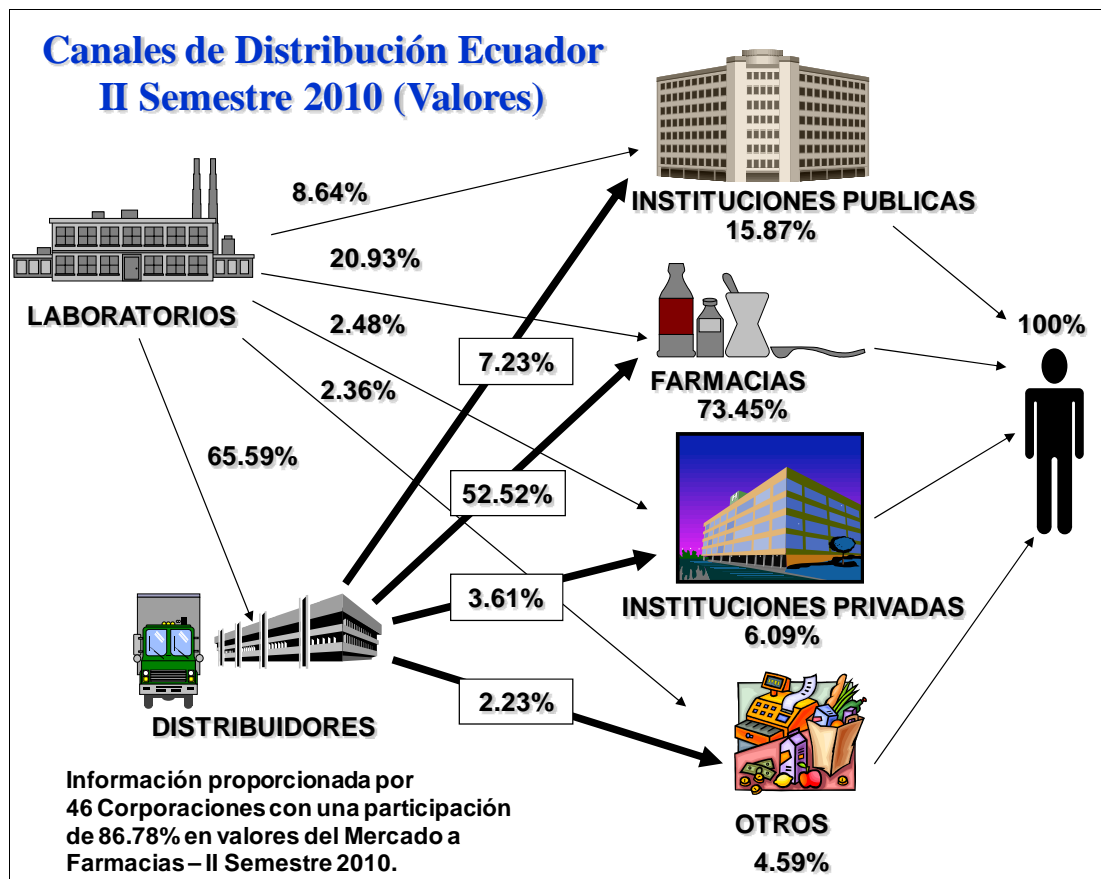 Canales de Distribución Ecuador
II Semestre 2010 (Valores)
8.64%
INSTITUCIONES PUBLICAS
15.87%
20.93%
LABORATORIOS
2.48%
100%
7.23%
FARMACIAS
73.45%
2.36%
65.59%
52.52%
3.61%
INSTITUCIONES PRIVADAS
6.09%
2.23%
DISTRIBUIDORES
Información proporcionada por
46 Corporaciones con una participación
de 86.78% en valores del Mercado a
Farmacias – II Semestre 2010.
OTROS
4.59%